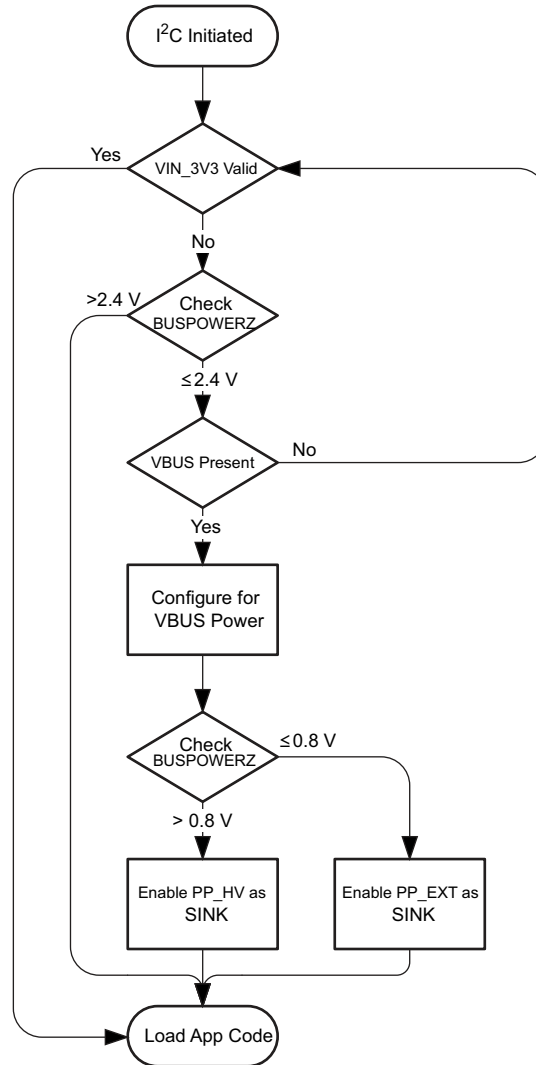 I²C Initiated
Yes
VIN_3V3 Valid
No
>2.4 V
Check
BUSPOWERZ
≤2.4 V
VBUS Present
No
Yes
Configure for
VBUS Power
Check
BUSPOWERZ
≤0.8 V
> 0.8 V
Enable PP_HV as
SINK
Enable PP_EXT as
SINK
Load App Code